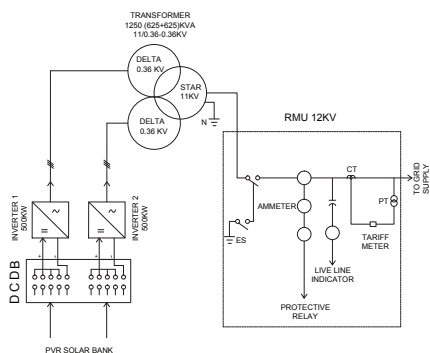 TRANSFORMER
1250 (625+625)KVA
11/0.36-0.36KV
DELTA
0.36 KV
STAR
11KV
DELTA
0.36 KV
N
RMU 12KV
CT
PT
TO GRID
SUPPLY
AMMETER
ES
TARIFF
METER
LIVE LINE
INDICATOR
PROTECTIVE
RELAY
INVERTER 1
500KW
INVERTER 2
500KW
+ -
+ -
DCDB
PVR SOLAR BANK